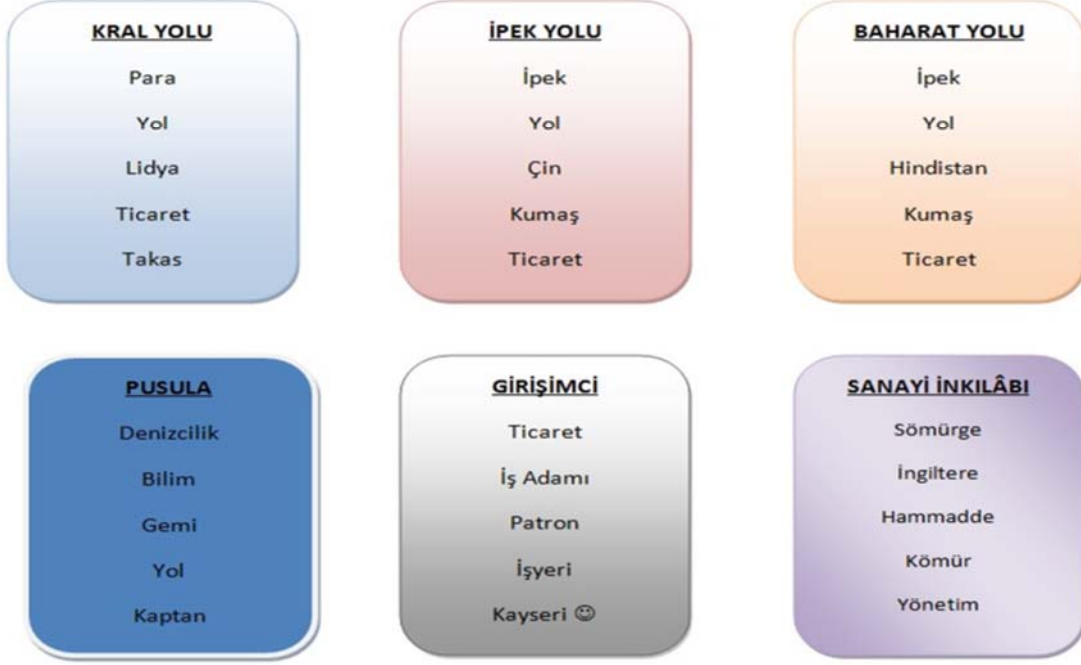 KRAL YOLU
Para
Yol
Lidya
Ticaret
Takas
İPEK YOLU
İpek
Yol
Çin
Kumaş
Ticaret
BAHARAT YOLU
İpek
Yol
Hindistan
Kumaş
Ticaret
PUSULA
Denizcilik
Bilim
Gemi
Yol
Kaptan
GİRİŞİMCİ
Ticaret
İş Adamı
Patron
İşyeri
Kayseri ☺
SANAYİ İNKILÂBI
Sömürge
İngiltere
Hammadde
Kömür
Yönetim